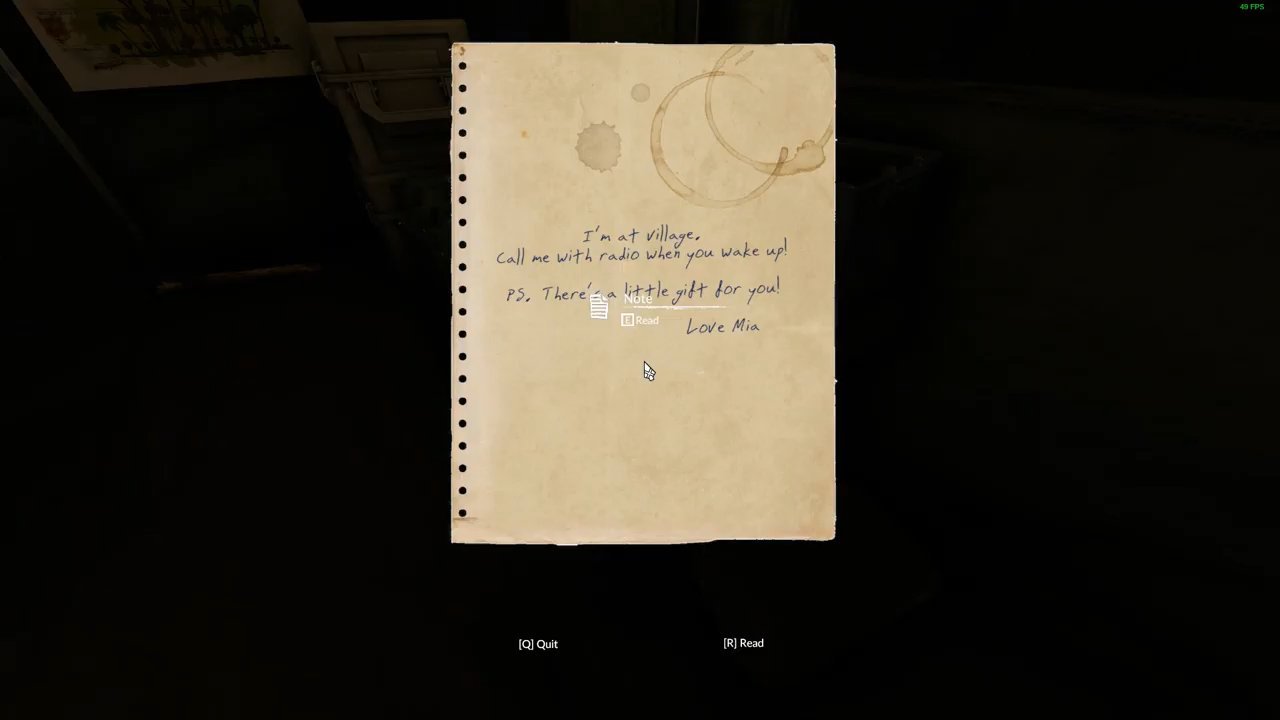 49 FPS
I'm at village.
Call me with radio when you wake up!
PS. There's a little gift for you!
Note
E Read
Love Mia
[Q] Quit
[R] Read